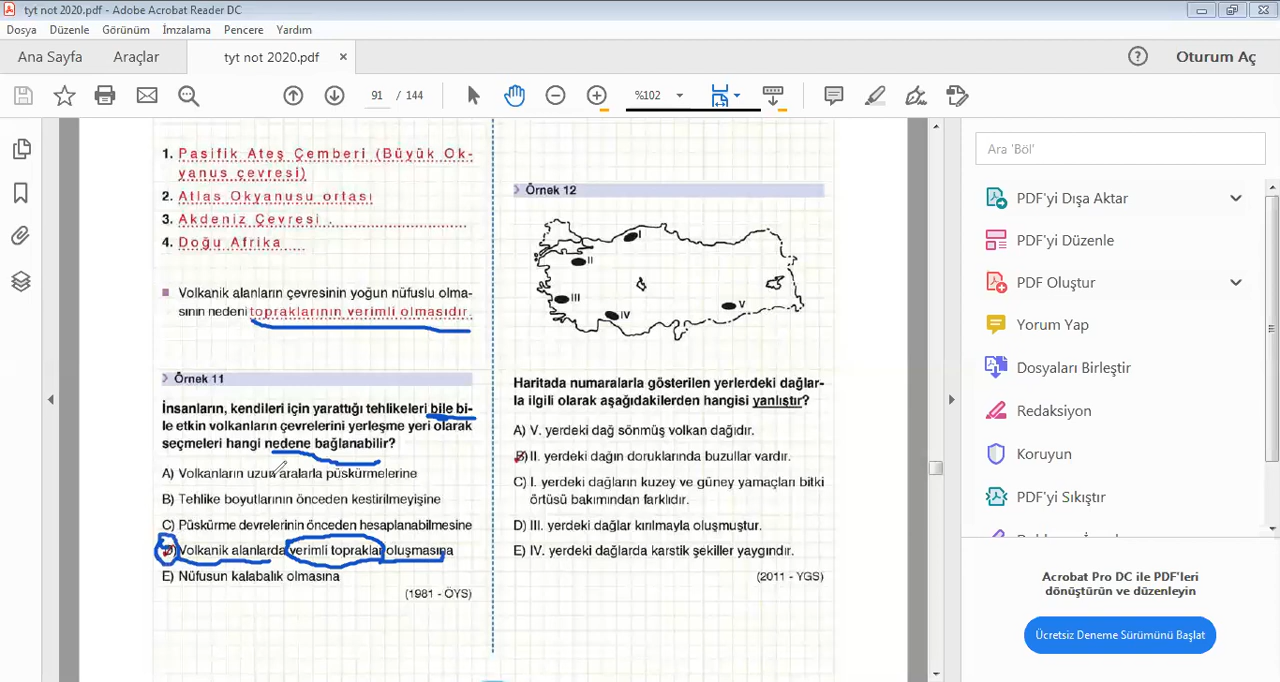 tyt not 2020.pdf - Adobe Acrobat Reader DC
Dosya Düzenle Görünüm İmzalama Pencere Yardım
Ana Sayfa Araçlar tyt not 2020.pdf × ? Oturum Aç
91 / 144 %102
1. Pasifik Ateş Çemberi (Büyük Ok-
yanus çevresi)
2. Atlas Okyanusu ortası
3. Akdeniz Çevresi
4. Doğu Afrika
Volkanik alanların çevresinin yoğun nüfuslu olma-
sının nedeni topraklarının verimli olmasıdır.
Örnek 11
İnsanların, kendileri için yarattığı tehlikeleri bile bi-
le etkin volkanların çevrelerini yerleşme yeri olarak
seçmeleri hangi nedene bağlanabilir?
A) Volkanların uzun aralarla püskürmelerine
B) Tehlike boyutlarının önceden kestirilmeyişine
C) Püskürme devrelerinin önceden hesaplanabilmesine
D) Volkanik alanlarda verimli topraklar oluşmasına
E) Nüfusun kalabalık olmasına
(1981 - ÖYS)
Örnek 12
I
II
III
IV
V
Haritada numaralarla gösterilen yerlerdeki dağlar-
la ilgili olarak aşağıdakilerden hangisi yanlıştır?
A) V. yerdeki dağ sönmüş volkan dağıdır.
B) II. yerdeki dağın doruklarında buzullar vardır.
C) I. yerdeki dağların kuzey ve güney yamaçları bitki
örtüsü bakımından farklıdır.
D) III. yerdeki dağlar kırılmayla oluşmuştur.
E) IV. yerdeki dağlarda karstik şekiller yaygındır.
(2011 - YGS)
Ara 'Böl'
PDF'yi Dışa Aktar
PDF'yi Düzenle
PDF Oluştur
Yorum Yap
Dosyaları Birleştir
Redaksiyon
Koruyun
PDF'yi Sıkıştır
Acrobat Pro DC ile PDF'leri
dönüştürün ve düzenleyin
Ücretsiz Deneme Sürümünü Başlat